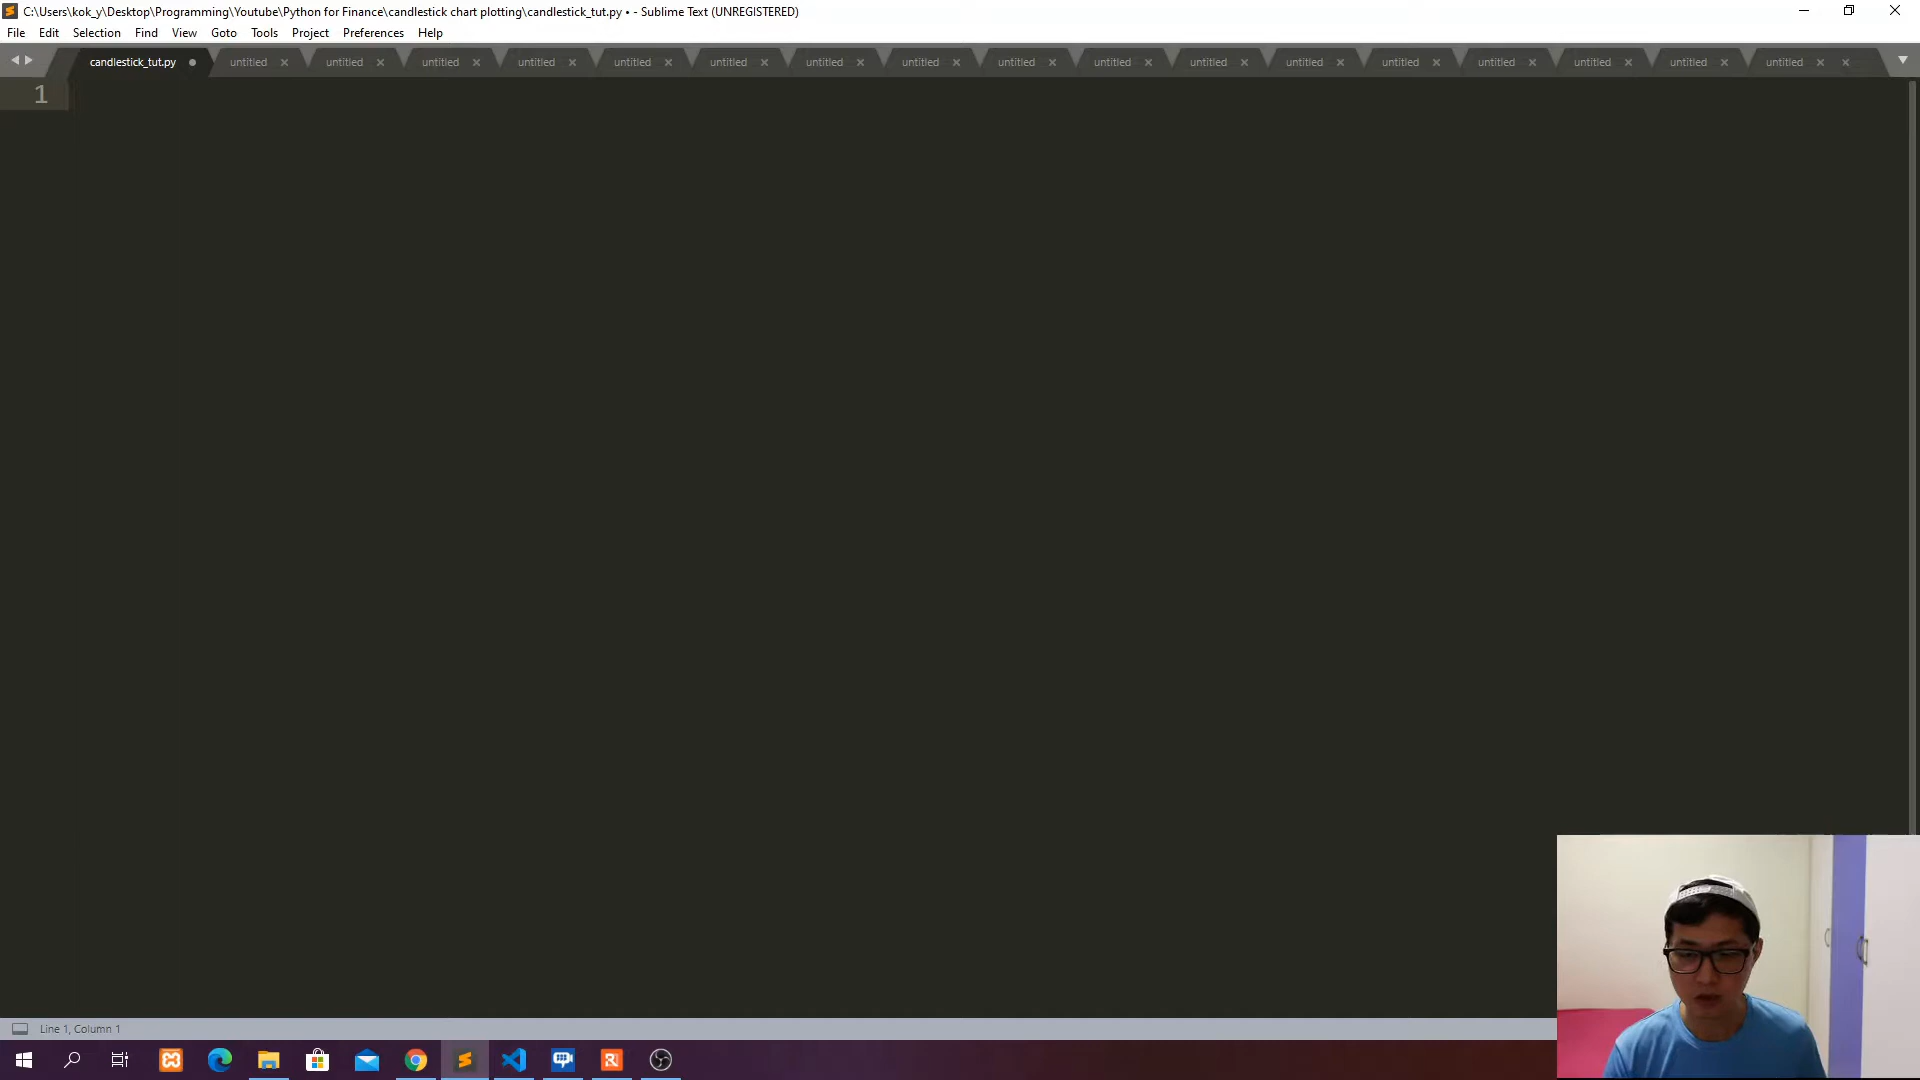 C:\Users\kok_y\Desktop\Programming\Youtube\Python for Finance\candlestick chart plotting\candlestick_tut.py • - Sublime Text (UNREGISTERED)
File Edit Selection Find View Goto Tools Project Preferences Help
candlestick_tut.py untitled untitled untitled untitled untitled untitled untitled untitled untitled untitled untitled untitled untitled untitled untitled untitled untitled
1
Line 1, Column 1